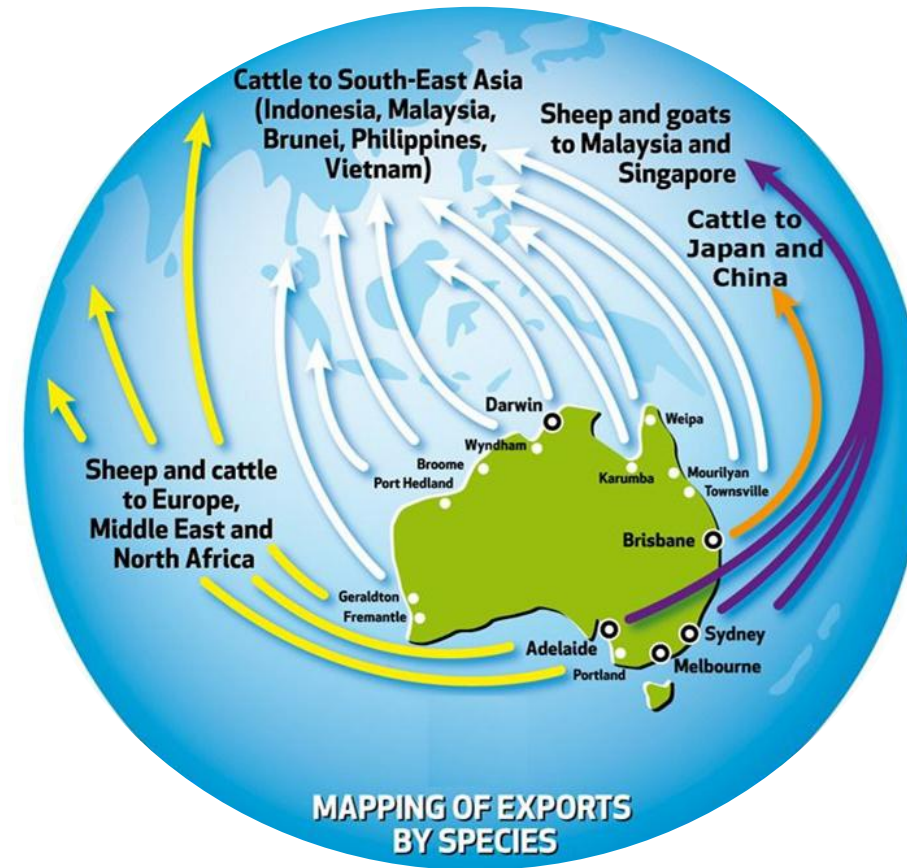 Cattle to South-East Asia
(Indonesia, Malaysia,
Brunei, Philippines,
Vietnam)
Sheep and goats
to Malaysia and
Singapore
Cattle to
Japan and
China
Darwin
Weipa
Wyndham
Broome
Karumba
Mourilyan
Port Hedland
Townsville
Sheep and cattle
to Europe,
Middle East and
North Africa
Brisbane
Geraldton
Fremantle
Adelaide
Sydney
Portland
Melbourne
MAPPING OF EXPORTS
BY SPECIES